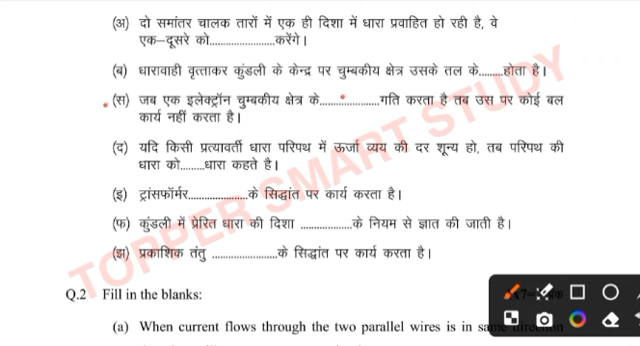 (अ) दो समांतर चालक तारों में एक ही दिशा में धारा प्रवाहित हो रही है, वे
एक–दूसरे को........................करेंगे।
(ब) धारावाही वृत्ताकर कुंडली के केन्द्र पर चुम्बकीय क्षेत्र उसके तल के.........होता है।
(स) जब एक इलेक्ट्रॉन चुम्बकीय क्षेत्र के......................गति करता है तब उस पर कोई बल
कार्य नहीं करता है।
(द) यदि किसी प्रत्यावर्ती धारा परिपथ में ऊर्जा व्यय की दर शून्य हो, तब परिपथ की
धारा को.........धारा कहते है।
(इ) ट्रांसफॉर्मर......................के सिद्धांत पर कार्य करता है।
(फ) कुंडली में प्रेरित धारा की दिशा ...................के नियम से ज्ञात की जाती है।
(झ) प्रकाशिक तंतु ........................के सिद्धांत पर कार्य करता है।
Q.2 Fill in the blanks:
(a) When current flows through the two parallel wires is in same direction
TOPPER SMART STUDY